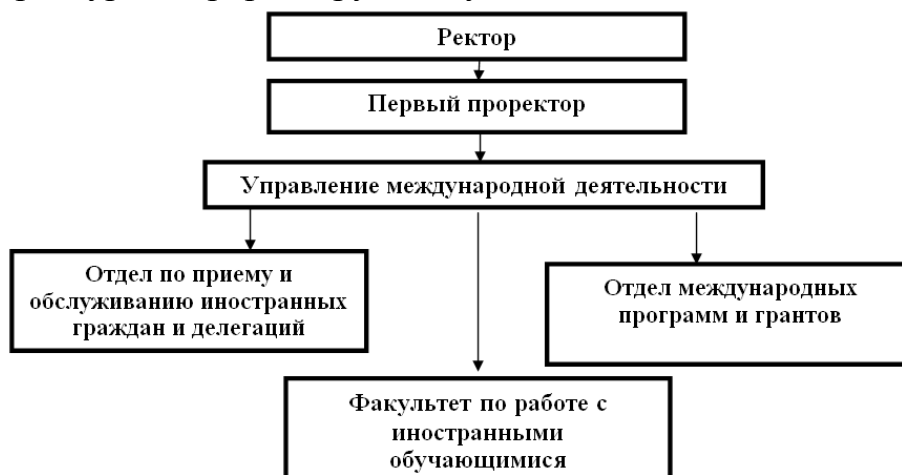 Ректор
Первый проректор
Управление международной деятельности
Отдел по приему и
обслуживанию иностранных
граждан и делегаций
Отдел международных
программ и грантов
Факультет по работе с
иностранными
обучающимися